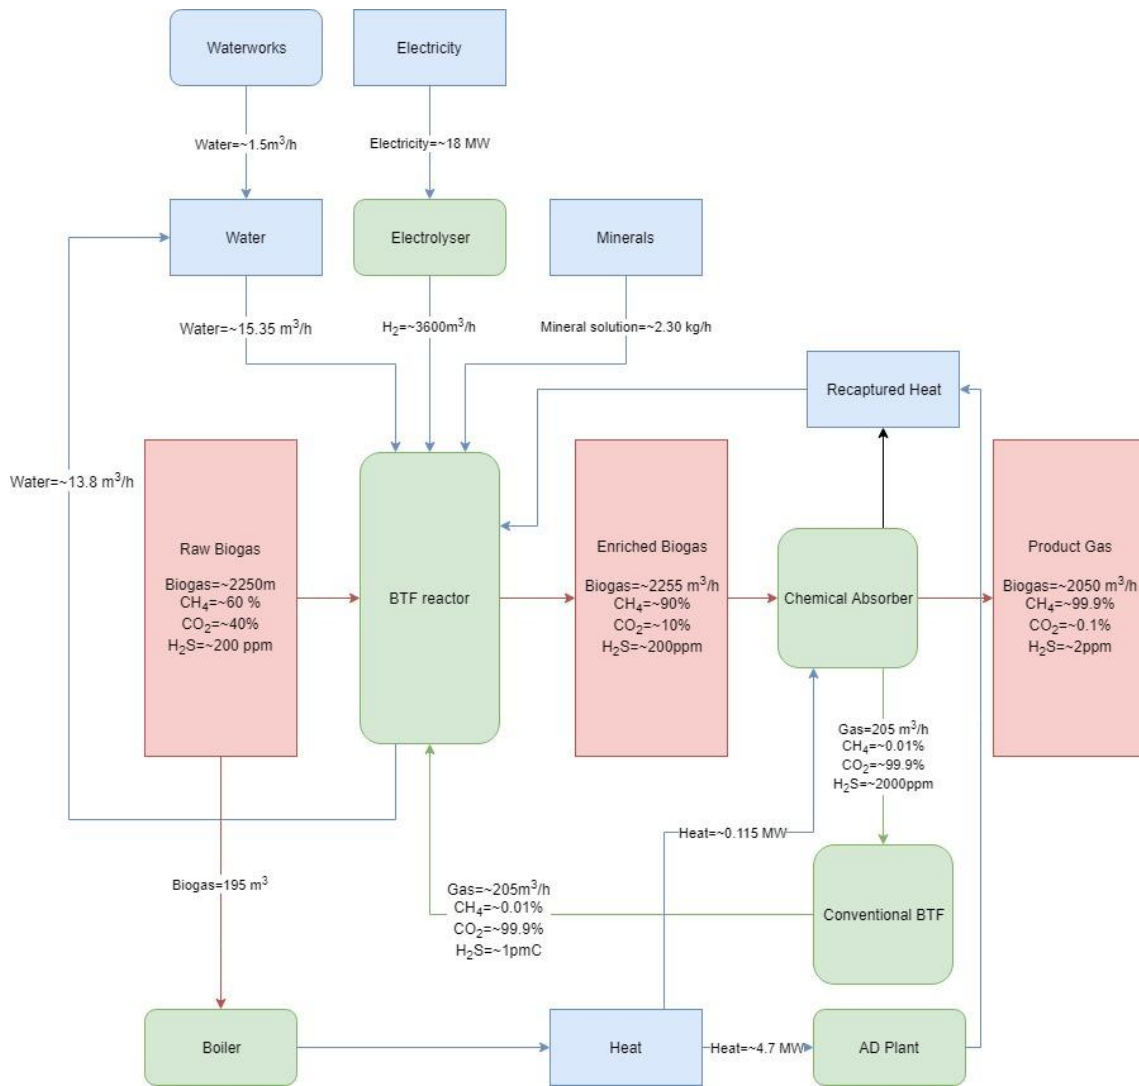 Waterworks
Electricity
Water=~1.5m³/h
Electricity=~18 MW
Water
Electrolyser
Minerals
Water=~15.35 m³/h
H₂=~3600m³/h
Mineral solution=~2.30 kg/h
Recaptured Heat
Water=~13.8 m³/h
Raw Biogas
Biogas=~2250m
CH₄=~60 %
CO₂=~40%
H₂S=~200 ppm
BTF reactor
Enriched Biogas
Biogas=~2255 m³/h
CH₄=~90%
CO₂=~10%
H₂S=~200ppm
Chemical Absorber
Product Gas
Biogas=~2050 m³/h
CH₄=~99.9%
CO₂=~0.1%
H₂S=~2ppm
Gas=205 m³/h
CH₄=~0.01%
CO₂=~99.9%
H₂S=~2000ppm
Heat=~0.115 MW
Biogas=195 m³
Gas=~205m³/h
CH₄=~0.01%
CO₂=~99.9%
H₂S=~1pmC
Conventional BTF
Boiler
Heat
Heat=~4.7 MW
AD Plant